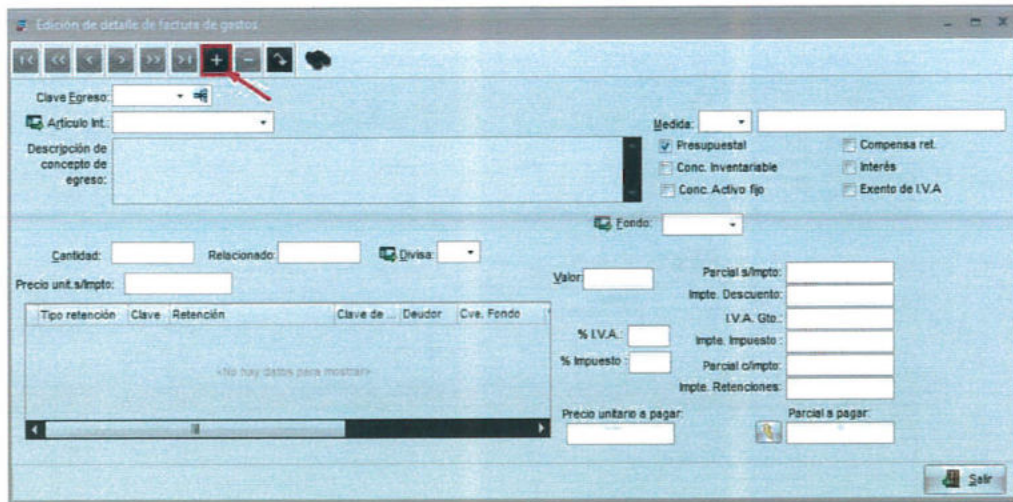 Edición de detalle de factura de gastos
Clave Egreso:
Artículo Int.:
Medida:
Descripción de concepto de egreso:
Presupuestal
Compensa ret.
Conc. Inventariable
Interés
Conc. Activo fijo
Exento de I.V.A
Fondo:
Cantidad:
Relacionado:
Divisa:
Precio unit.s/Impto:
Valor:
Parcial s/Impto:
Impte. Descuento:
Tipo retención Clave Retención Clave de ... Deudor Cve. Fondo
I.V.A. Gto.:
% I.V.A.:
Impte. Impuesto :
% Impuesto :
Parcial c/Impto:
<No hay datos para mostrar>
Impte. Retenciones:
Precio unitario a pagar:
Parcial a pagar:
Salir